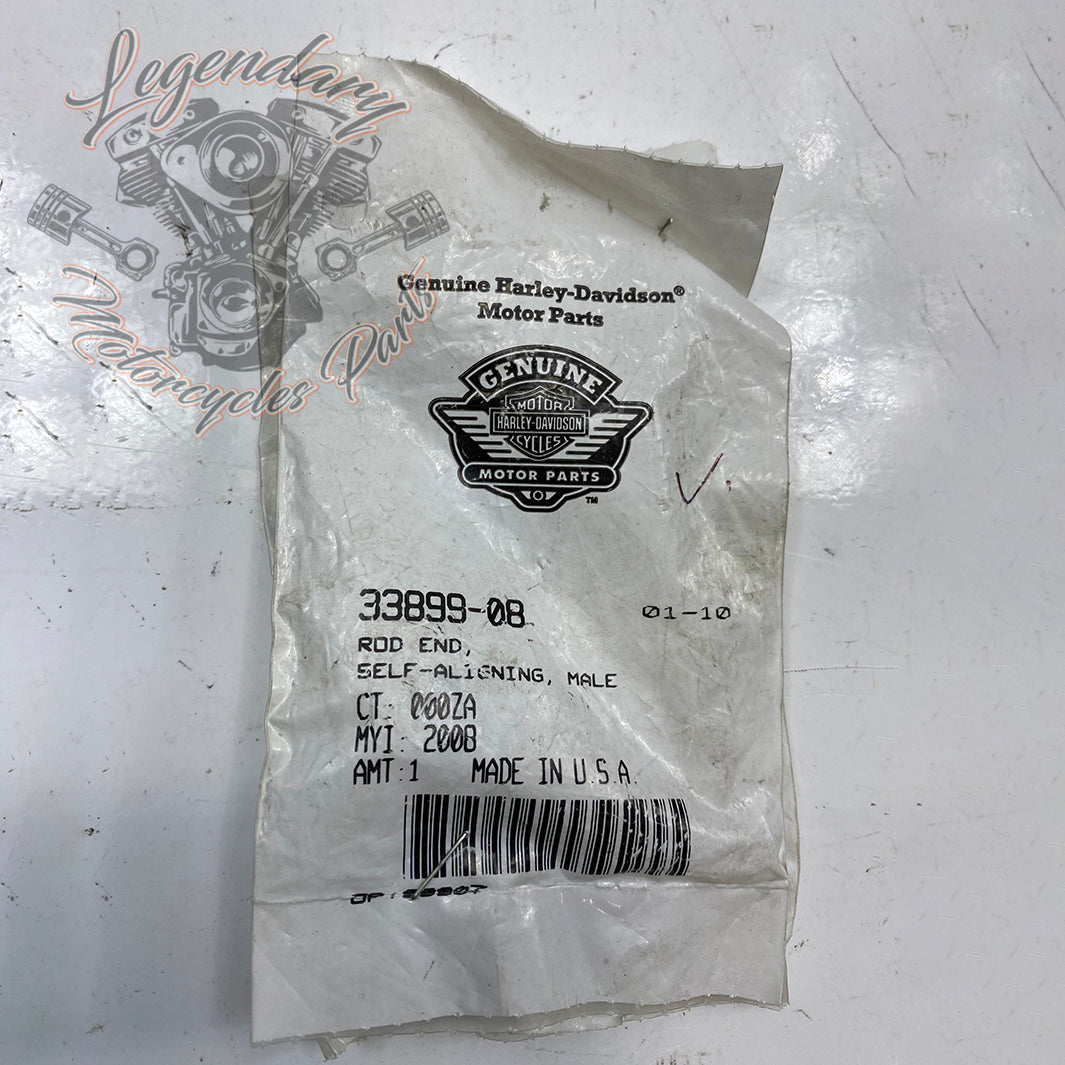 Legendary
Motorcycles Parts
Genuine Harley-Davidson®
Motor Parts
GENUINE
MOTOR
HARLEY-DAVIDSON
CYCLES
MOTOR PARTS
TM
V.
33899-08
01-10
ROD END,
SELF-ALIGNING, MALE
CT: 000ZA
MYI: 2008
AMT:1 MADE IN U.S.A.